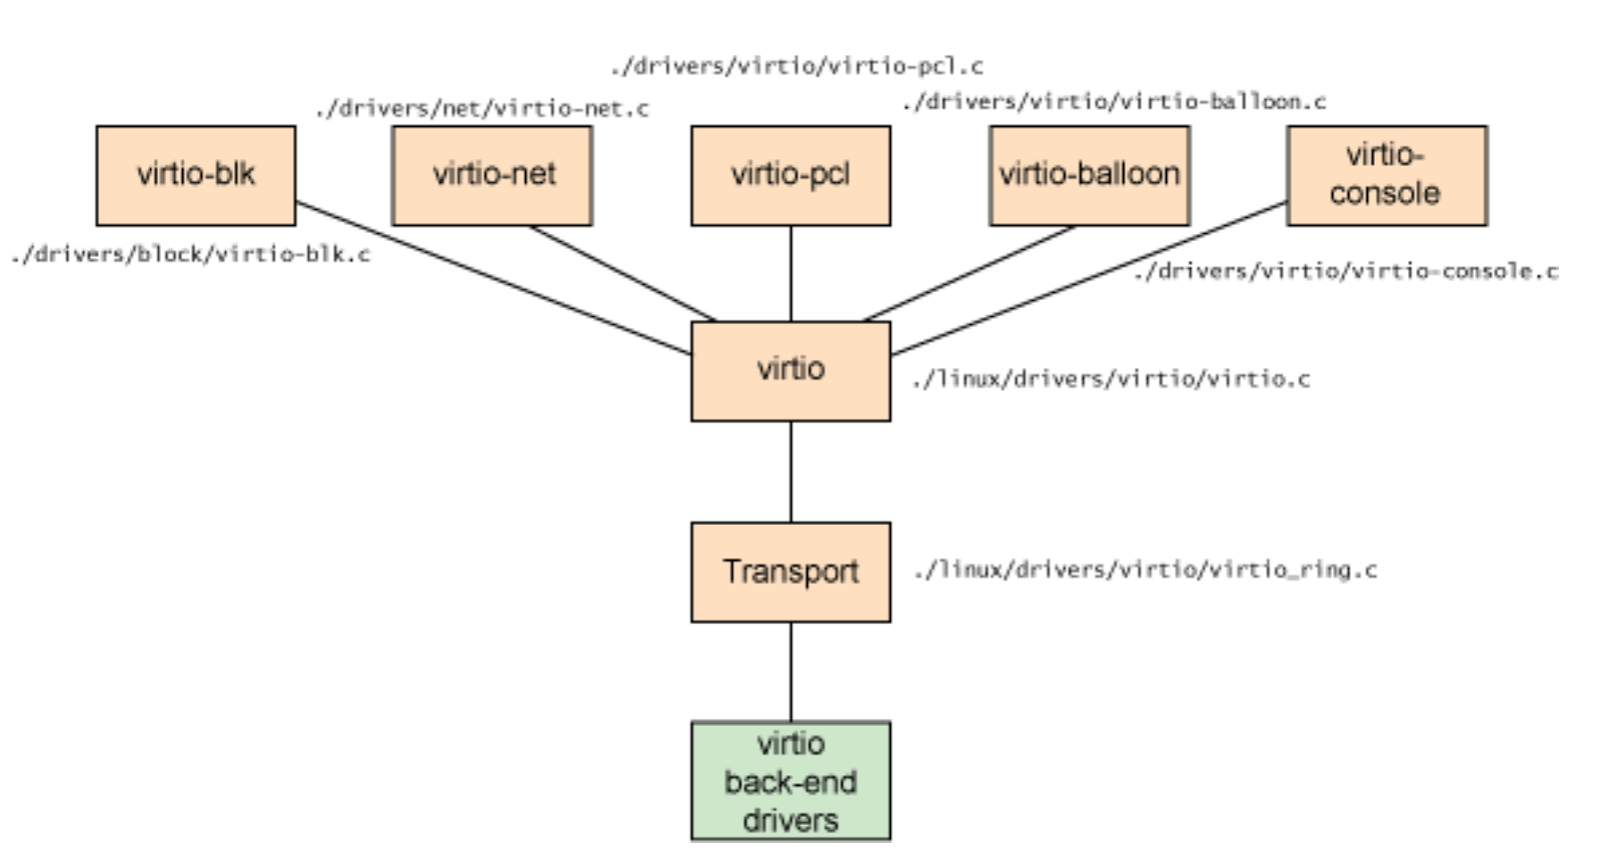 ./drivers/virtio/virtio-pcl.c
./drivers/net/virtio-net.c
./drivers/virtio/virtio-balloon.c
virtio-blk
virtio-net
virtio-pcl
virtio-balloon
virtio-
console
./drivers/block/virtio-blk.c
./drivers/virtio/virtio-console.c
virtio
./linux/drivers/virtio/virtio.c
Transport
./linux/drivers/virtio/virtio_ring.c
virtio
back-end
drivers